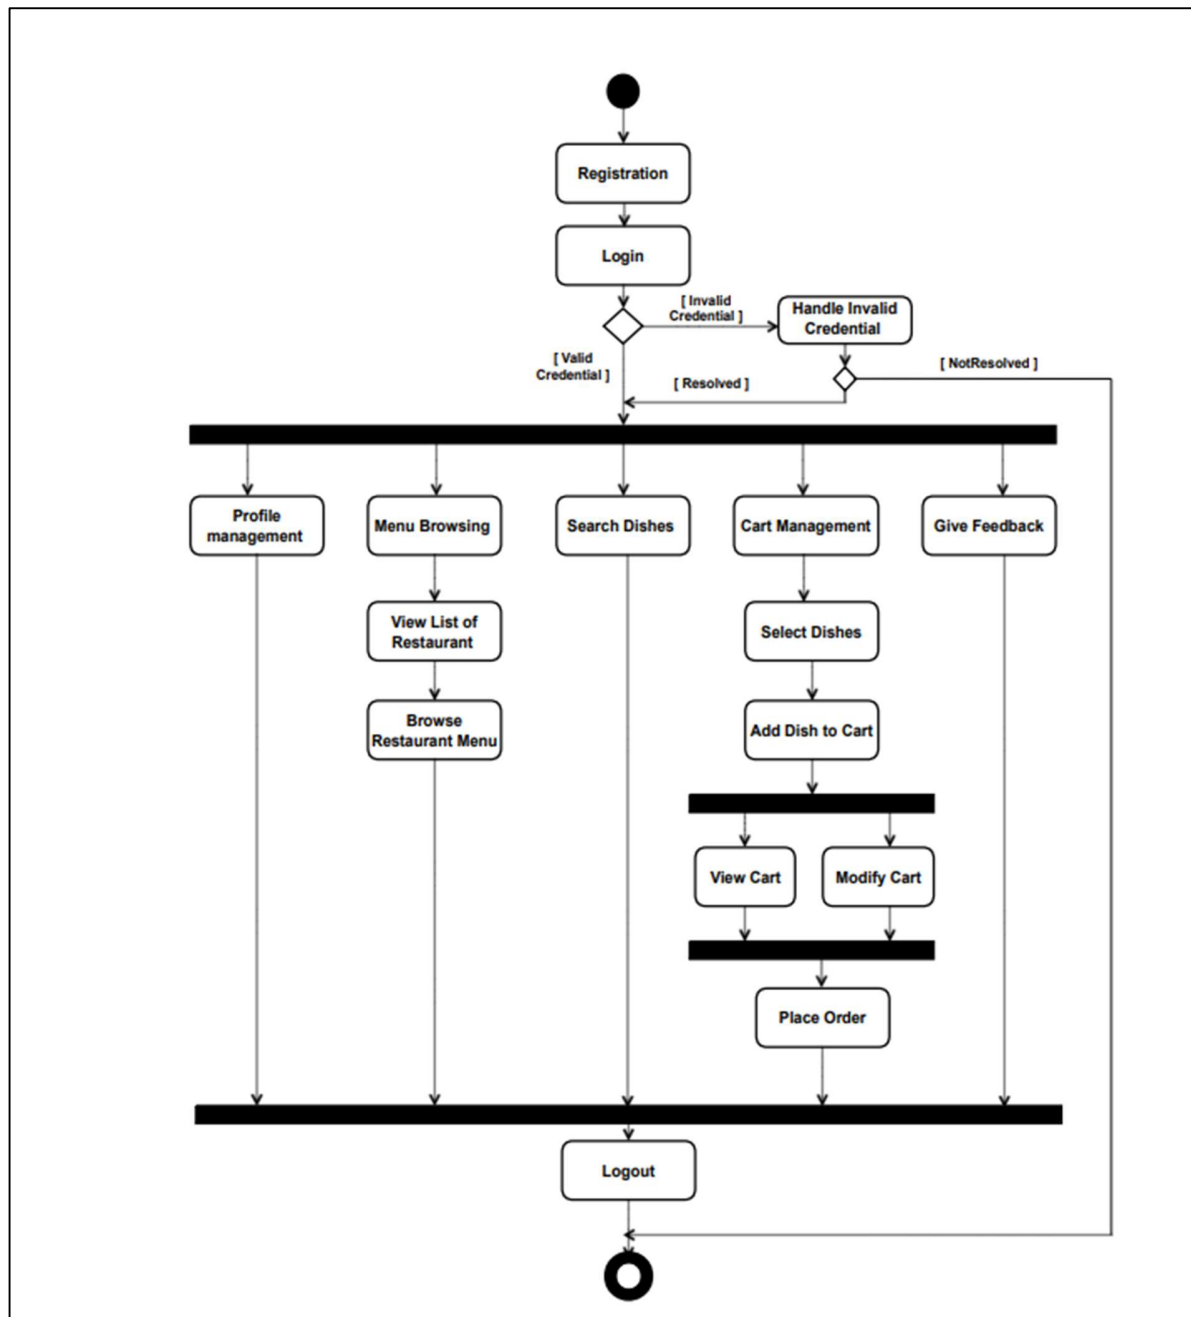 Registration
Login
[ Invalid
Credential ]
Handle Invalid
Credential
[ Valid
Credential ]
[ Resolved ]
[ NotResolved ]
Profile
management
Menu Browsing
Search Dishes
Cart Management
Give Feedback
View List of
Restaurant
Select Dishes
Browse
Restaurant Menu
Add Dish to Cart
View Cart
Modify Cart
Place Order
Logout